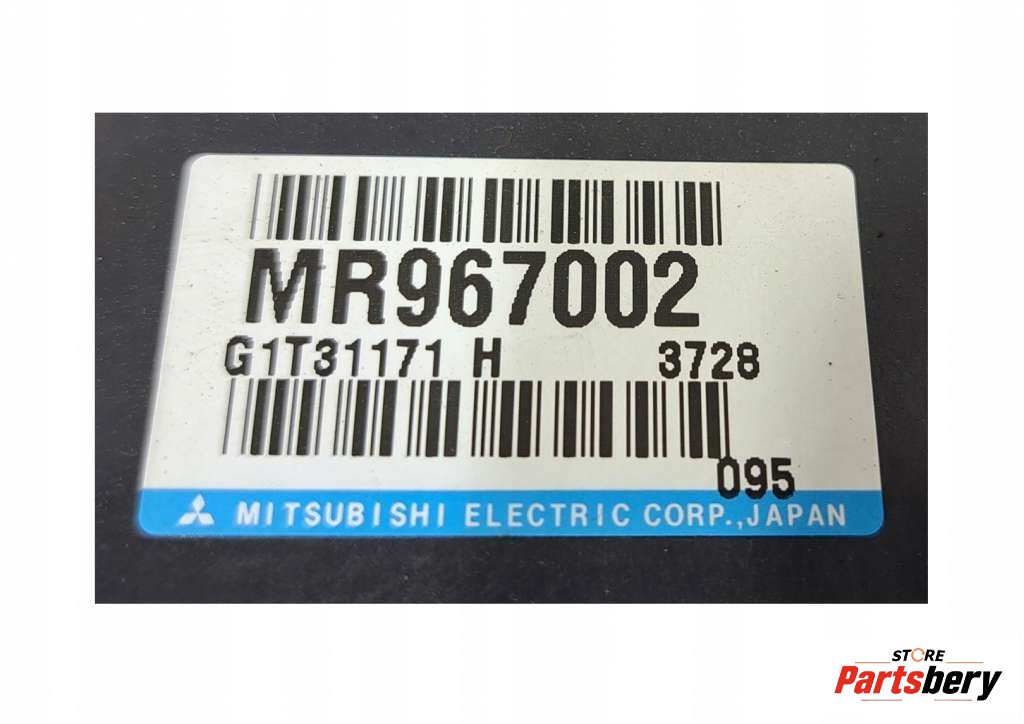 MR967002
G1T31171 H 3728
095
MITSUBISHI ELECTRIC CORP.,JAPAN
STORE
Partsbery